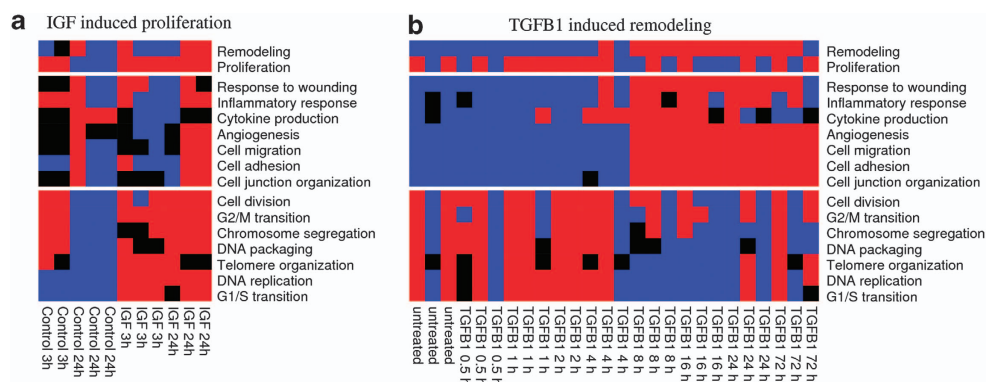 a IGF induced proliferation
Remodeling
Proliferation
Response to wounding
Inflammatory response
Cytokine production
Angiogenesis
Cell migration
Cell adhesion
Cell junction organization
Cell division
G2/M transition
Chromosome segregation
DNA packaging
Telomere organization
DNA replication
G1/S transition
Control 3h
Control 3h
Control 24h
Control 24h
Control 24h
IGF 3h
IGF 3h
IGF 3h
IGF 24h
IGF 24h
IGF 24h
b TGFB1 induced remodeling
Remodeling
Proliferation
Response to wounding
Inflammatory response
Cytokine production
Angiogenesis
Cell migration
Cell adhesion
Cell junction organization
Cell division
G2/M transition
Chromosome segregation
DNA packaging
Telomere organization
DNA replication
G1/S transition
untreated
untreated
untreated
TGFB1 0.5 h
TGFB1 0.5 h
TGFB1 0.5 h
TGFB1 1 h
TGFB1 1 h
TGFB1 1 h
TGFB1 2 h
TGFB1 2 h
TGFB1 4 h
TGFB1 4 h
TGFB1 4 h
TGFB1 8 h
TGFB1 8 h
TGFB1 8 h
TGFB1 16 h
TGFB1 16 h
TGFB1 16 h
TGFB1 24 h
TGFB1 24 h
TGFB1 24 h
TGFB1 72 h
TGFB1 72 h
TGFB1 72 h